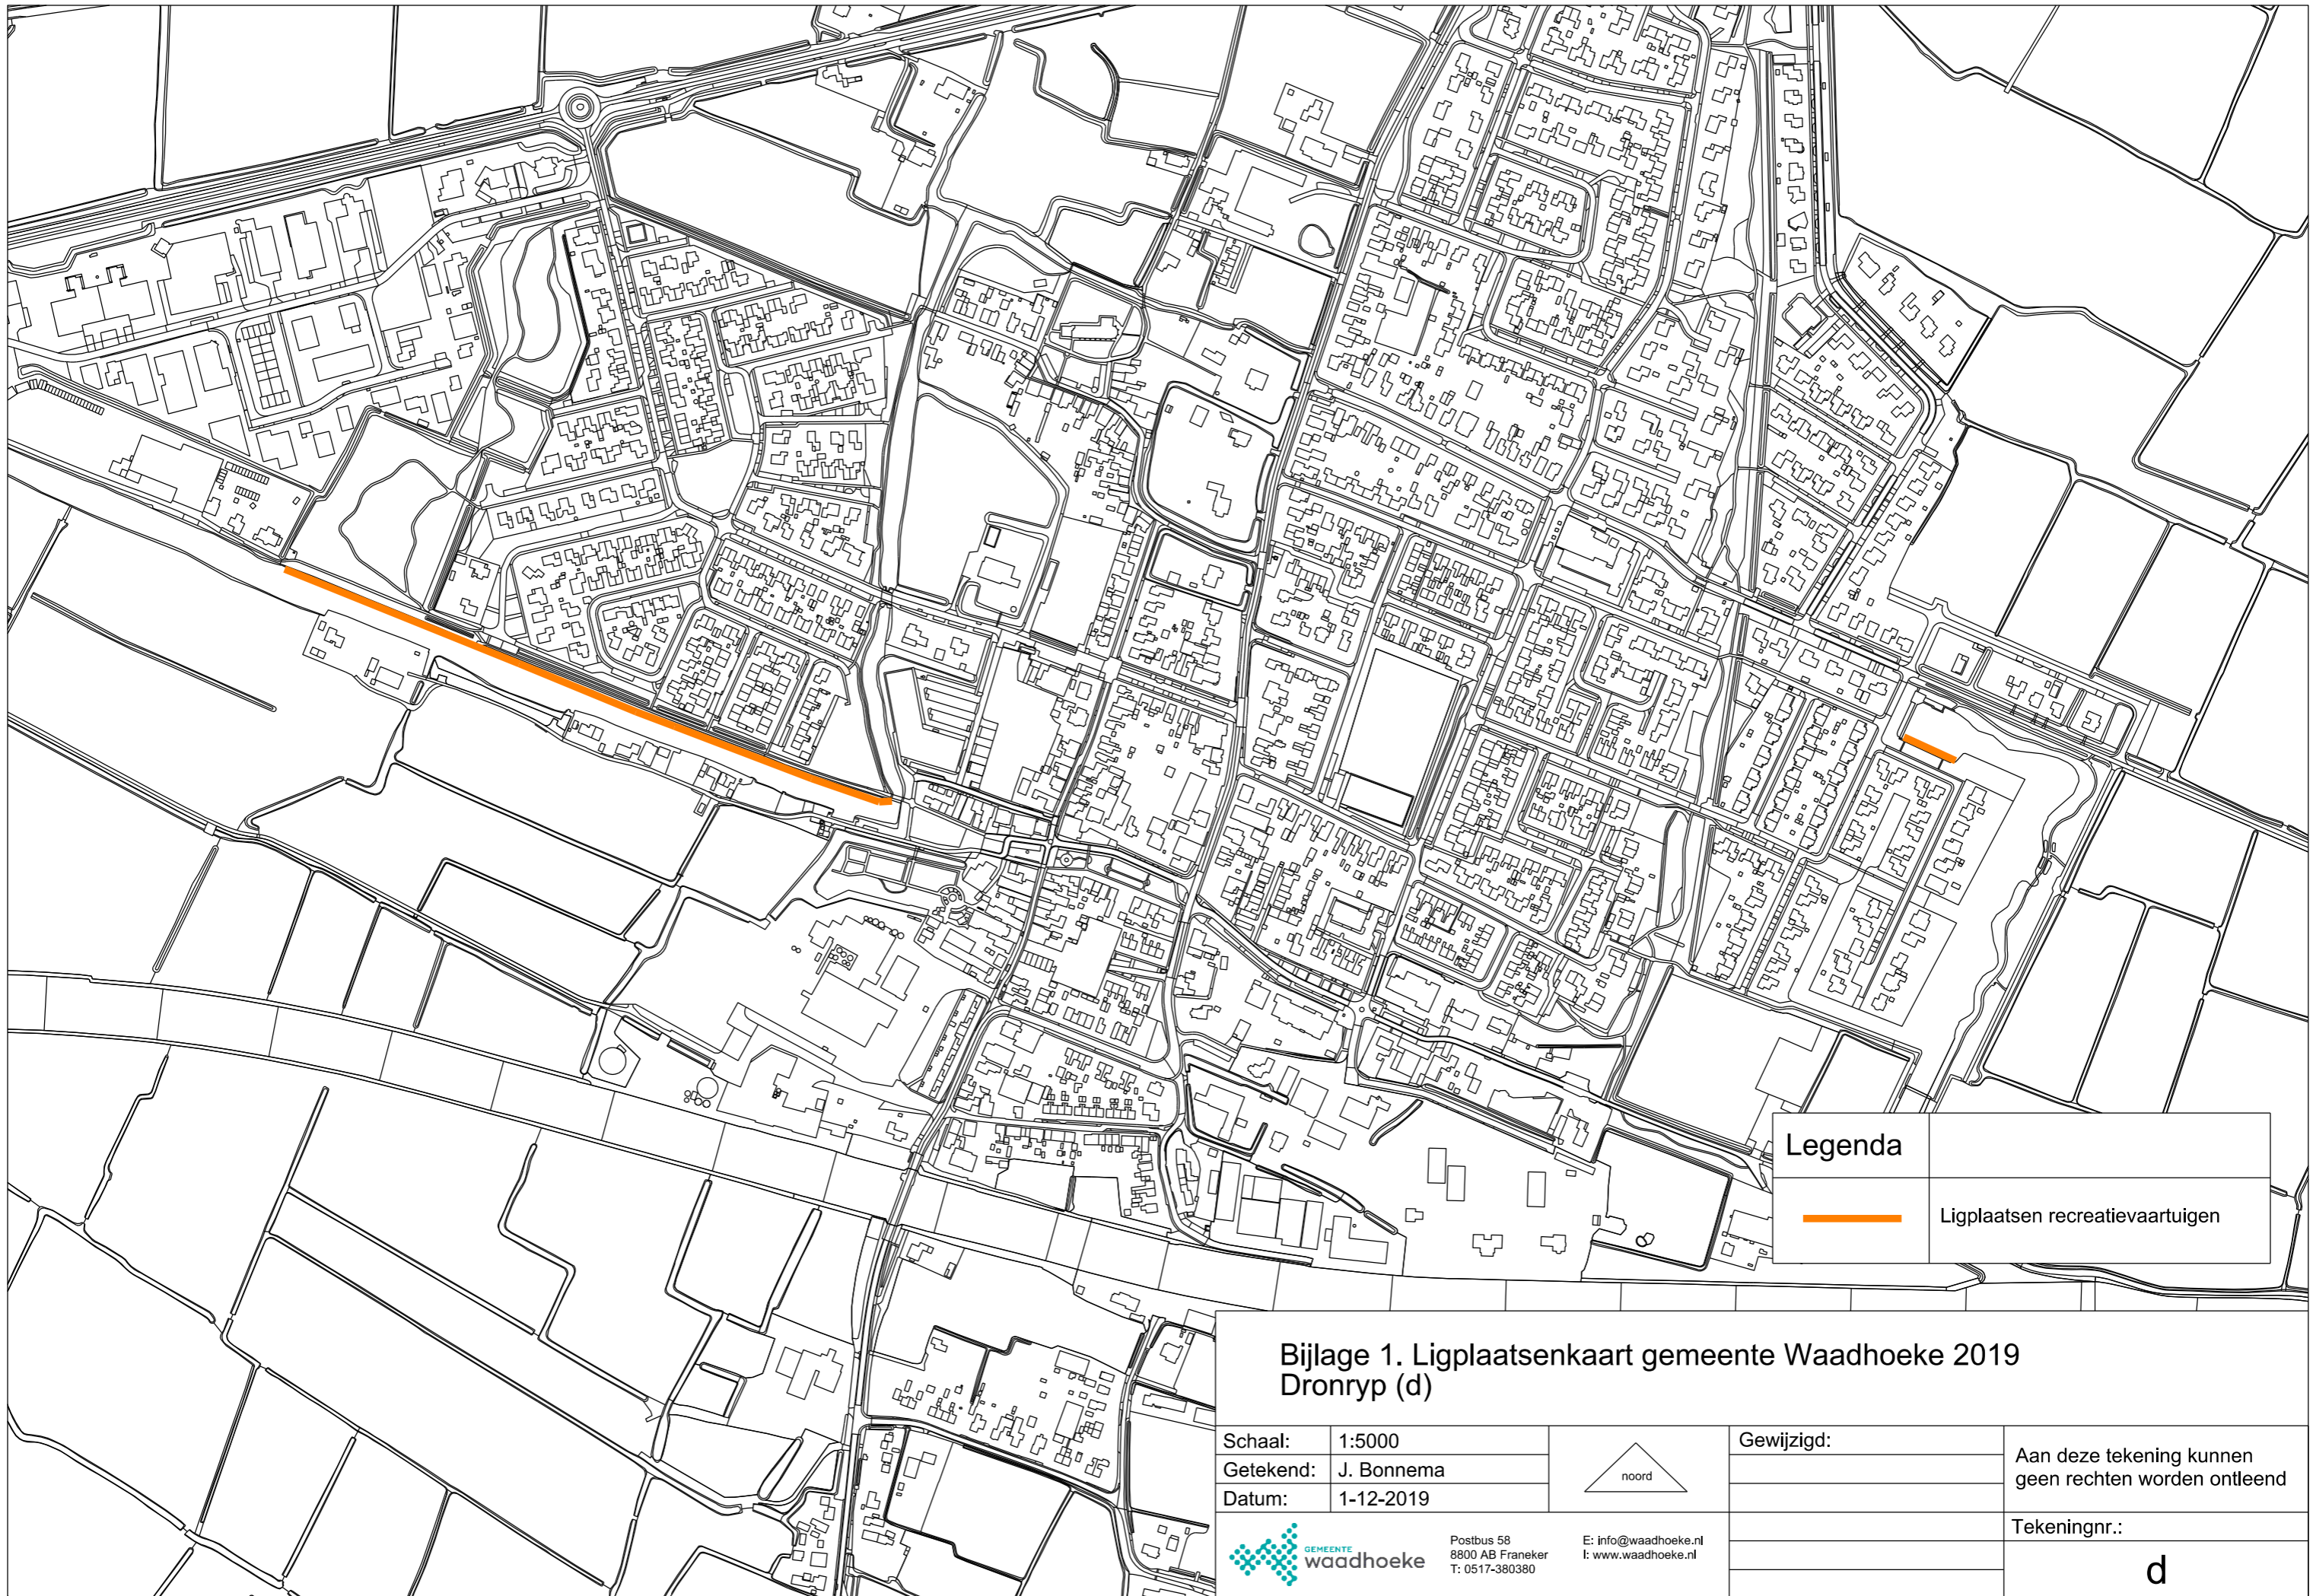 Legenda
Ligplaatsen recreatievaartuigen
Bijlage 1. Ligplaatsenkaart gemeente Waadhoeke 2019
Dronryp (d)
Schaal: 1:5000
Getekend: J. Bonnema
Datum: 1-12-2019
noord
Gewijzigd:
Aan deze tekening kunnen
geen rechten worden ontleend
Tekeningnr.:
d
GEMEENTE
waadhoeke
Postbus 58
8800 AB Franeker
T: 0517-380380
E: info@waadhoeke.nl
I: www.waadhoeke.nl